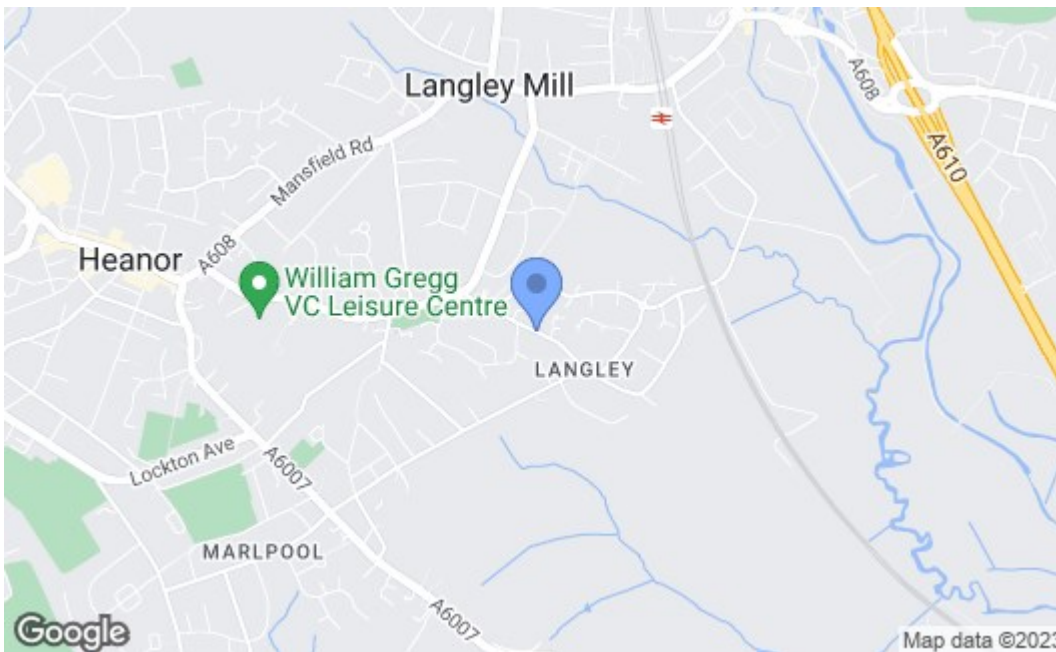 Langley Mill
A608
A610
Mansfield Rd
Heanor
A608
William Gregg
VC Leisure Centre
LANGLEY
Lockton Ave
A6007
MARLPOOL
A6007
Google
Map data ©2023